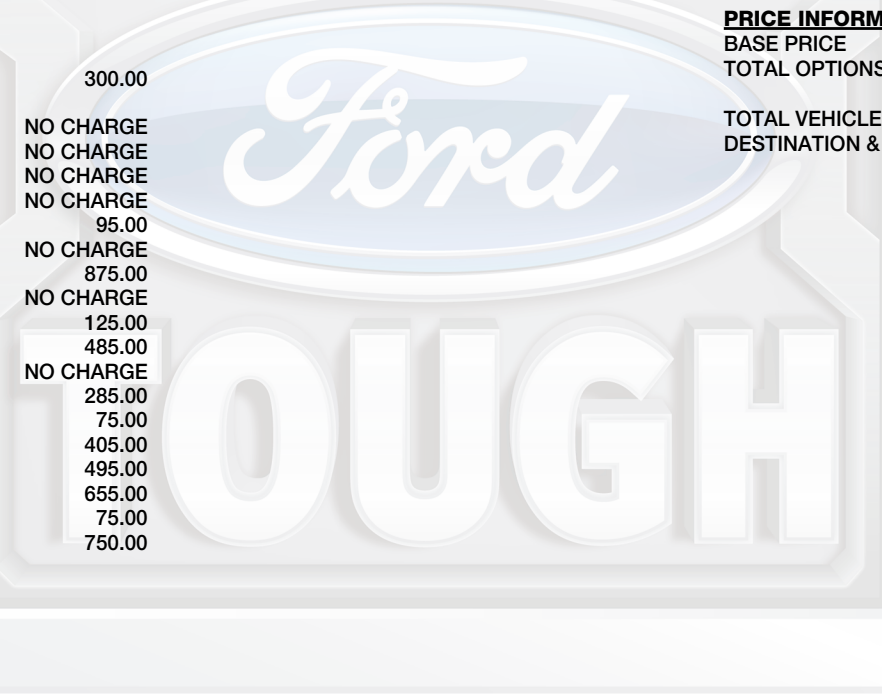 300.00
NO CHARGE
NO CHARGE
NO CHARGE
NO CHARGE
95.00
NO CHARGE
875.00
NO CHARGE
125.00
485.00
NO CHARGE
285.00
75.00
405.00
495.00
655.00
75.00
750.00
PRICE INFORM
BASE PRICE
TOTAL OPTIONS
TOTAL VEHICLE
DESTINATION &
Ford
TOUGH